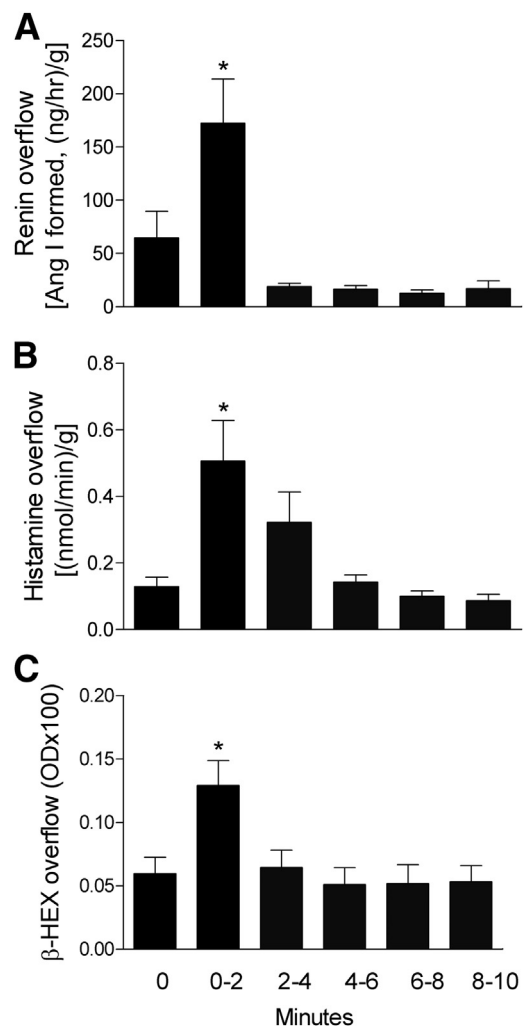 A
Renin overflow
[Ang I formed, (ng/hr)/g]
250
200
150
100
50
0
*
B
Histamine overflow
[(nmol/min)/g]
0.8
0.6
0.4
0.2
0.0
*
C
β-HEX overflow (ODx100)
0.20
0.15
0.10
0.05
0.00
*
0 0-2 2-4 4-6 6-8 8-10
Minutes